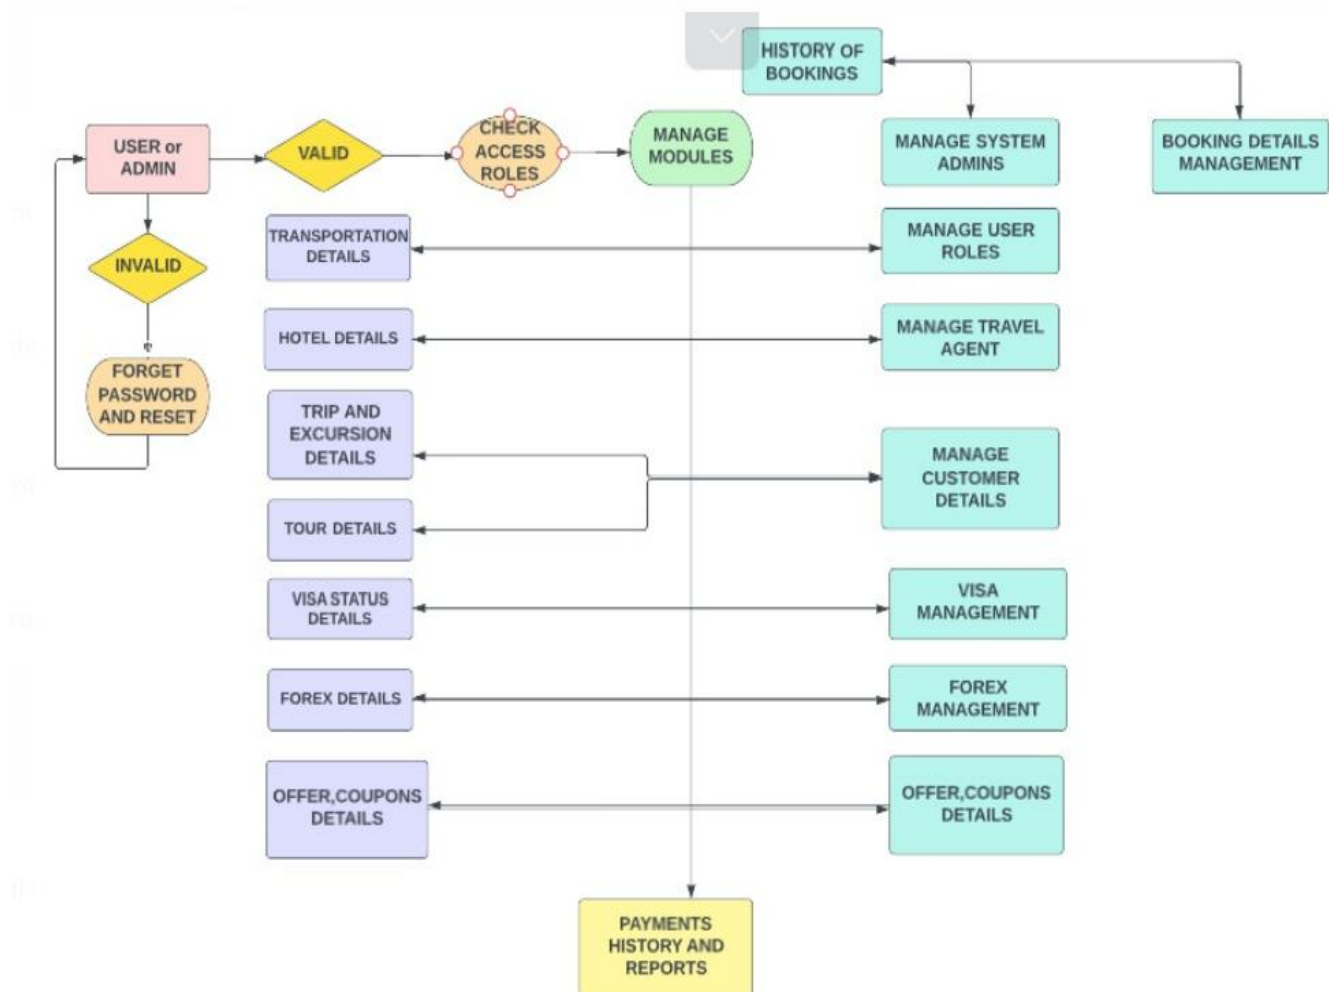 HISTORY OF
BOOKINGS
USER or
ADMIN
VALID
CHECK
ACCESS
ROLES
MANAGE
MODULES
MANAGE SYSTEM
ADMINS
BOOKING DETAILS
MANAGEMENT
TRANSPORTATION
DETAILS
MANAGE USER
ROLES
INVALID
HOTEL DETAILS
MANAGE TRAVEL
AGENT
FORGET
PASSWORD
AND RESET
TRIP AND
EXCURSION
DETAILS
MANAGE
CUSTOMER
DETAILS
TOUR DETAILS
VISA STATUS
DETAILS
VISA
MANAGEMENT
FOREX DETAILS
FOREX
MANAGEMENT
OFFER,COUPONS
DETAILS
OFFER,COUPONS
DETAILS
PAYMENTS
HISTORY AND
REPORTS